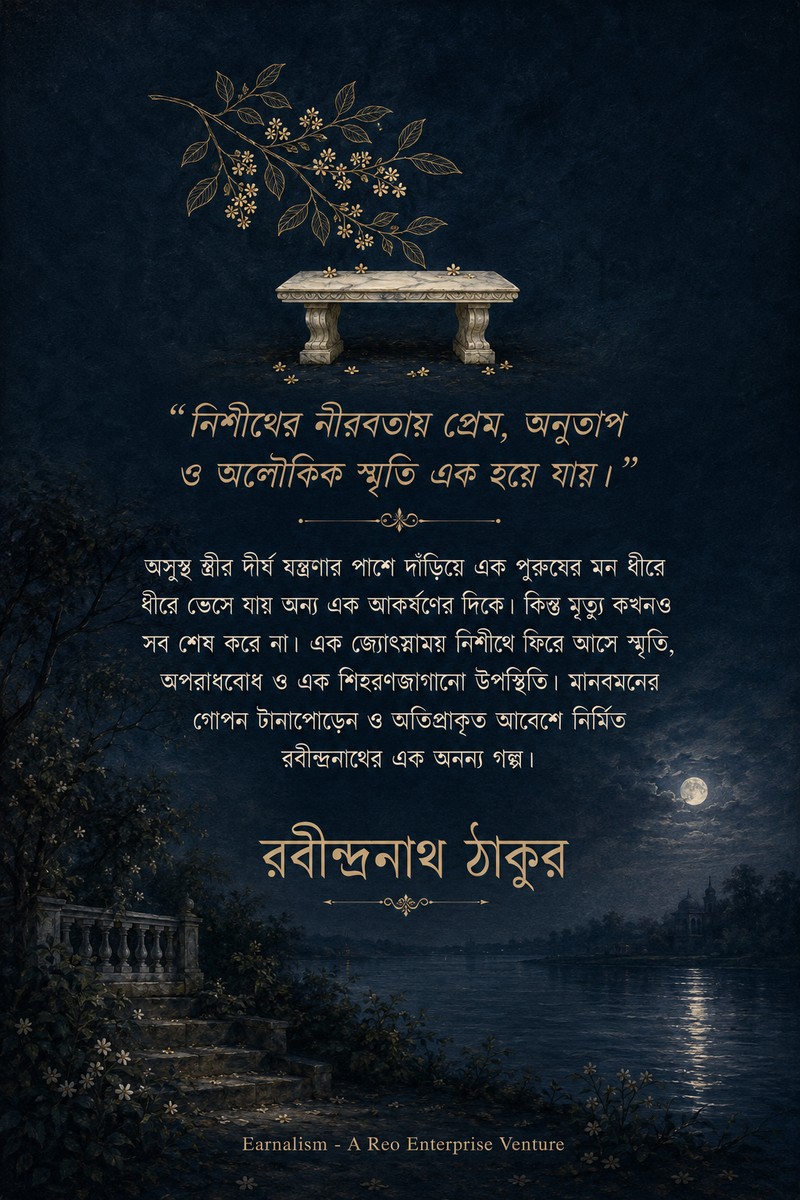 “নিশীথের নীরবতায় প্রেম, অনুতাপ
ও অলৌকিক স্মৃতি এক হয়ে যায়।”
অসুস্থ স্ত্রীর দীর্ঘ যন্ত্রণার পাশে দাঁড়িয়ে এক পুরুষের মন ধীরে
ধীরে ভেসে যায় অন্য এক আকর্ষণের দিকে। কিন্তু মৃত্যু কখনও
সব শেষ করে না। এক জ্যোৎস্নাময় নিশীথে ফিরে আসে স্মৃতি,
অপরাধবোধ ও এক শিহরণজাগানো উপস্থিতি। মানবমনের
গোপন টানাপোড়েন ও অতিপ্রাকৃত আবেশে নির্মিত
রবীন্দ্রনাথের এক অনন্য গল্প।
রবীন্দ্রনাথ ঠাকুর
Earnalism - A Reo Enterprise Venture